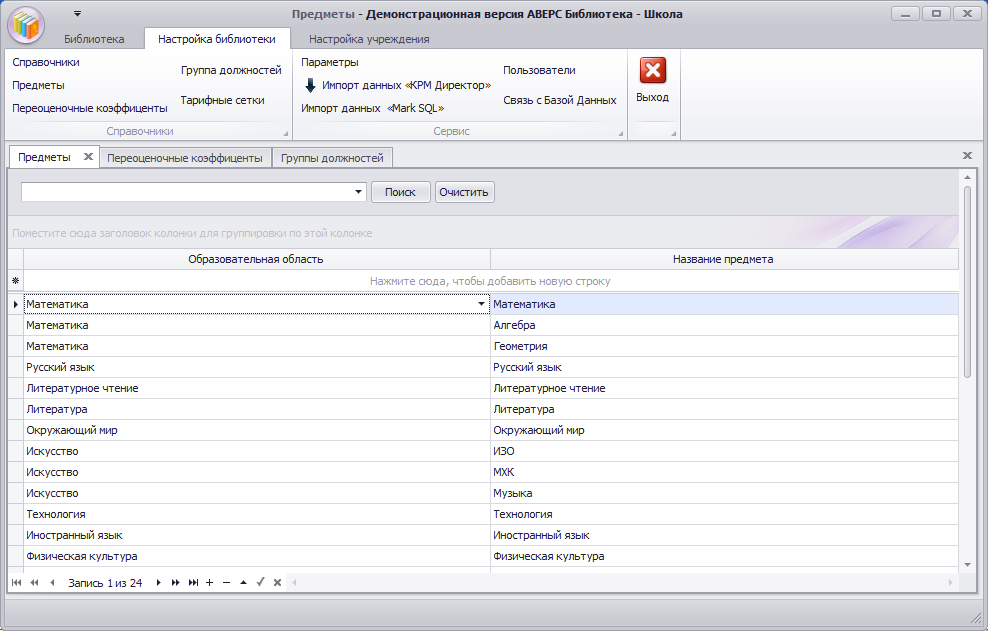 Предметы - Демонстрационная версия АВЕРС Библиотека - Школа
Библиотека Настройка библиотеки Настройка учреждения
Справочники
Предметы
Переоценочные коэффиценты
Группа должностей
Тарифные сетки
Справочники
Параметры
Импорт данных «КРМ Директор»
Импорт данных «Mark SQL»
Пользователи
Связь с Базой Данных
Сервис
Выход
Предметы Переоценочные коэффиценты Группы должностей
Поиск Очистить
Поместите сюда заголовок колонки для группировки по этой колонке
Образовательная область Название предмета
Нажмите сюда, чтобы добавить новую строку
Математика Математика
Математика Алгебра
Математика Геометрия
Русский язык Русский язык
Литературное чтение Литературное чтение
Литература Литература
Окружающий мир Окружающий мир
Искусство ИЗО
Искусство МХК
Искусство Музыка
Технология Технология
Иностранный язык Иностранный язык
Физическая культура Физическая культура
Запись 1 из 24